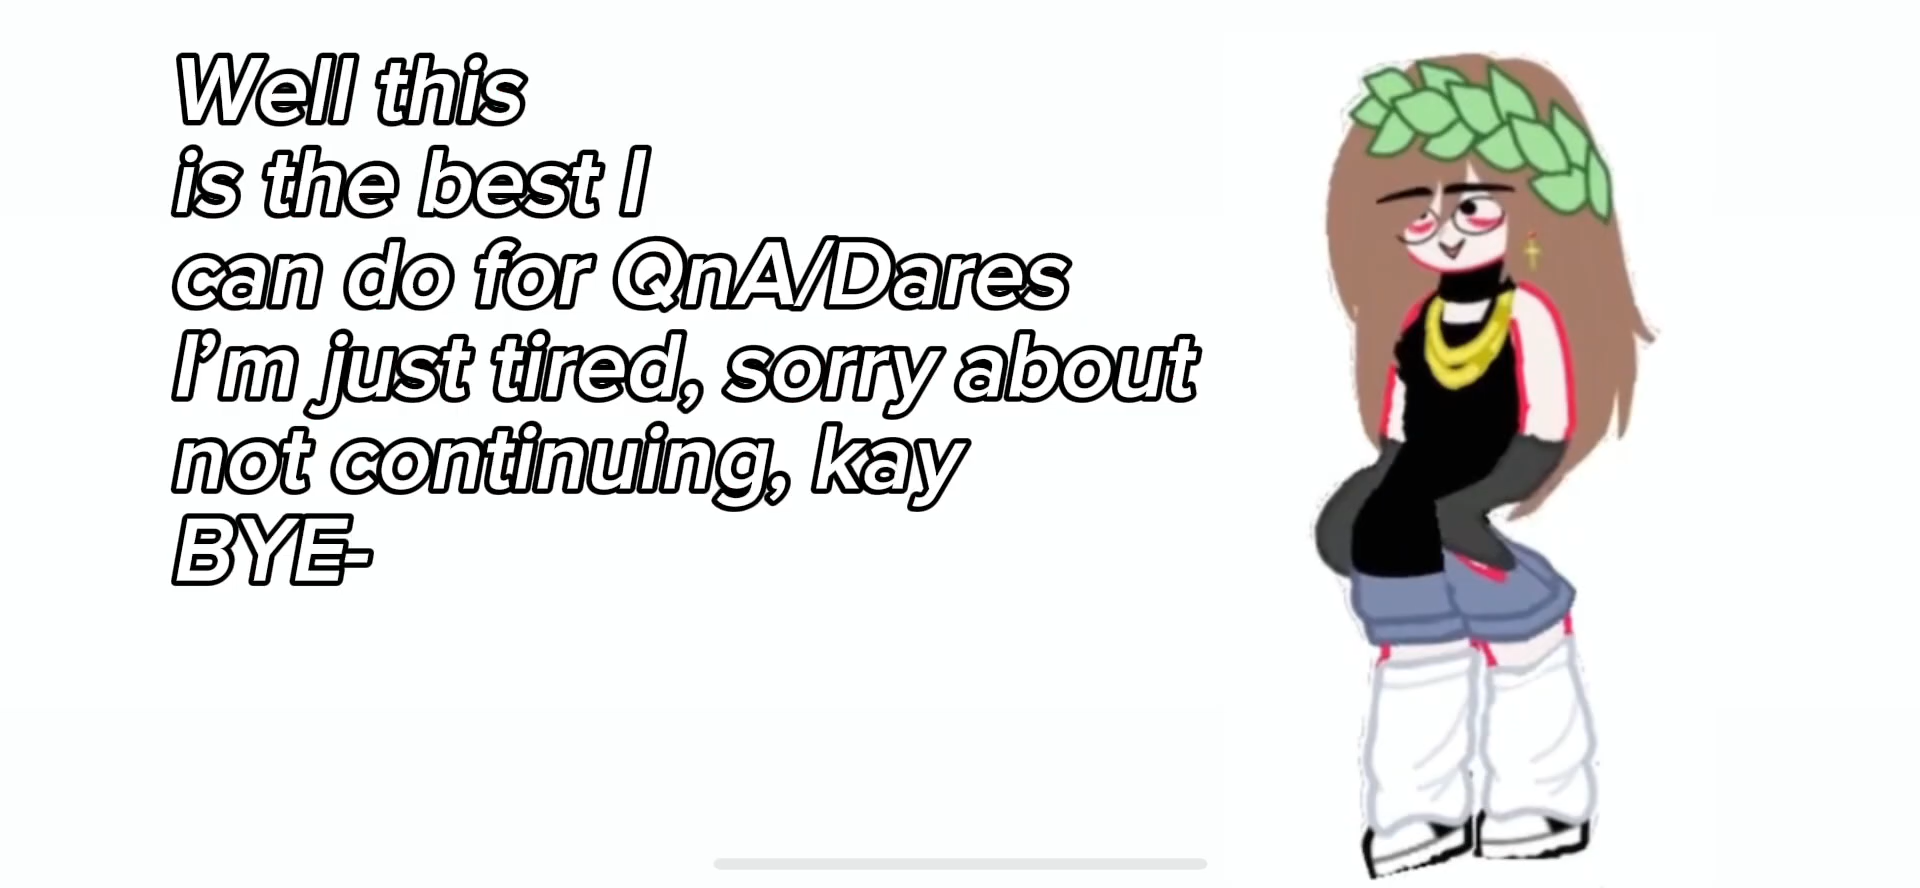 Well this
is the best I
can do for QnA/Dares
I’m just tired, sorry about
not continuing, kay
BYE-